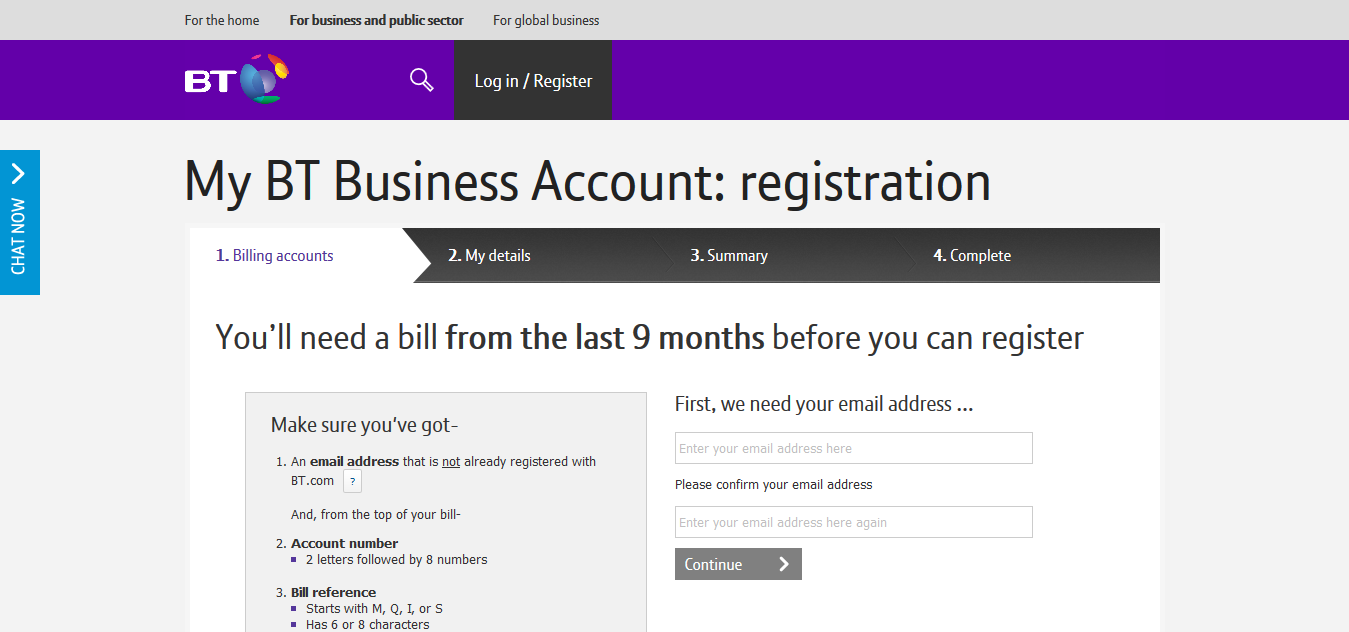 For the home For business and public sector For global business
BT Log in / Register
CHAT NOW
My BT Business Account: registration
1. Billing accounts 2. My details 3. Summary 4. Complete
You'll need a bill from the last 9 months before you can register
Make sure you've got-
1. An email address that is not already registered with
BT.com ?
And, from the top of your bill-
2. Account number
2 letters followed by 8 numbers
3. Bill reference
Starts with M, Q, I, or S
Has 6 or 8 characters
First, we need your email address ...
Enter your email address here
Please confirm your email address
Enter your email address here again
Continue